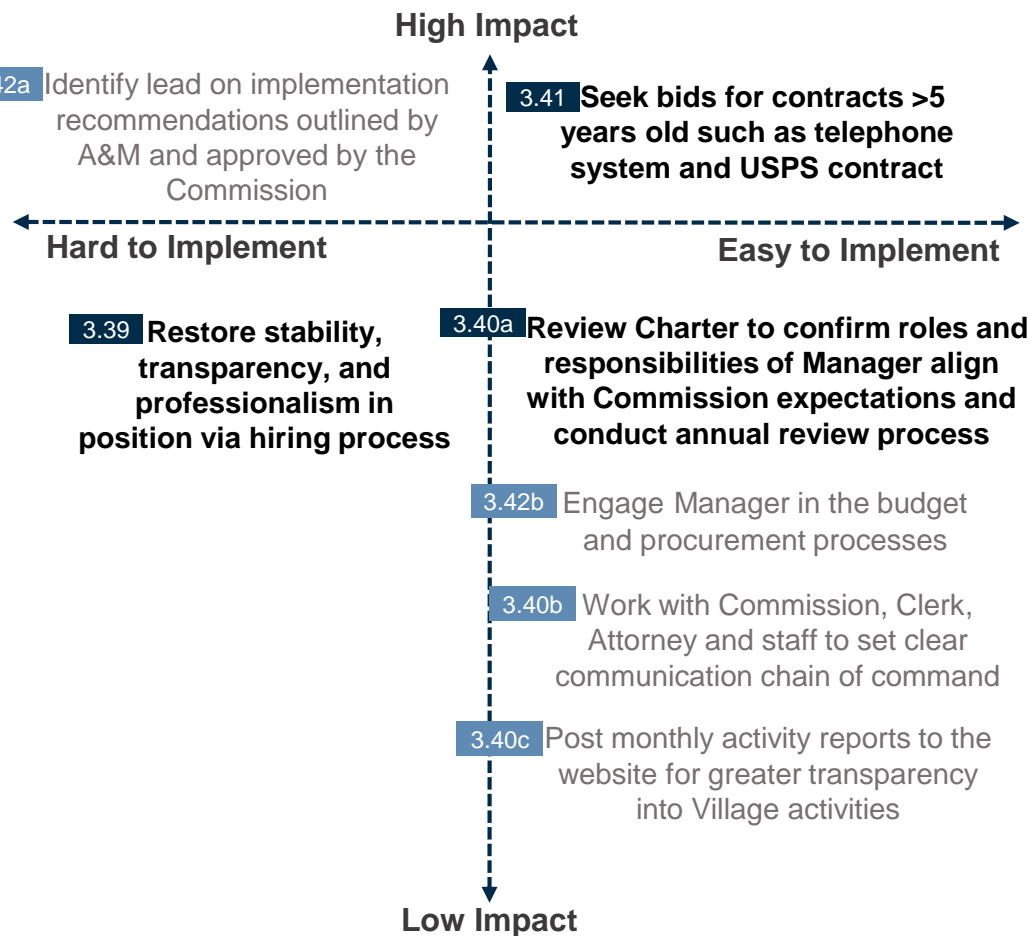 High Impact
42a Identify lead on implementation
recommendations outlined by
A&M and approved by the
Commission
3.41 Seek bids for contracts >5
years old such as telephone
system and USPS contract
Hard to Implement
Easy to Implement
3.39 Restore stability,
transparency, and
professionalism in
position via hiring process
3.40a Review Charter to confirm roles and
responsibilities of Manager align
with Commission expectations and
conduct annual review process
3.42b Engage Manager in the budget
and procurement processes
3.40b Work with Commission, Clerk,
Attorney and staff to set clear
communication chain of command
3.40c Post monthly activity reports to the
website for greater transparency
into Village activities
Low Impact